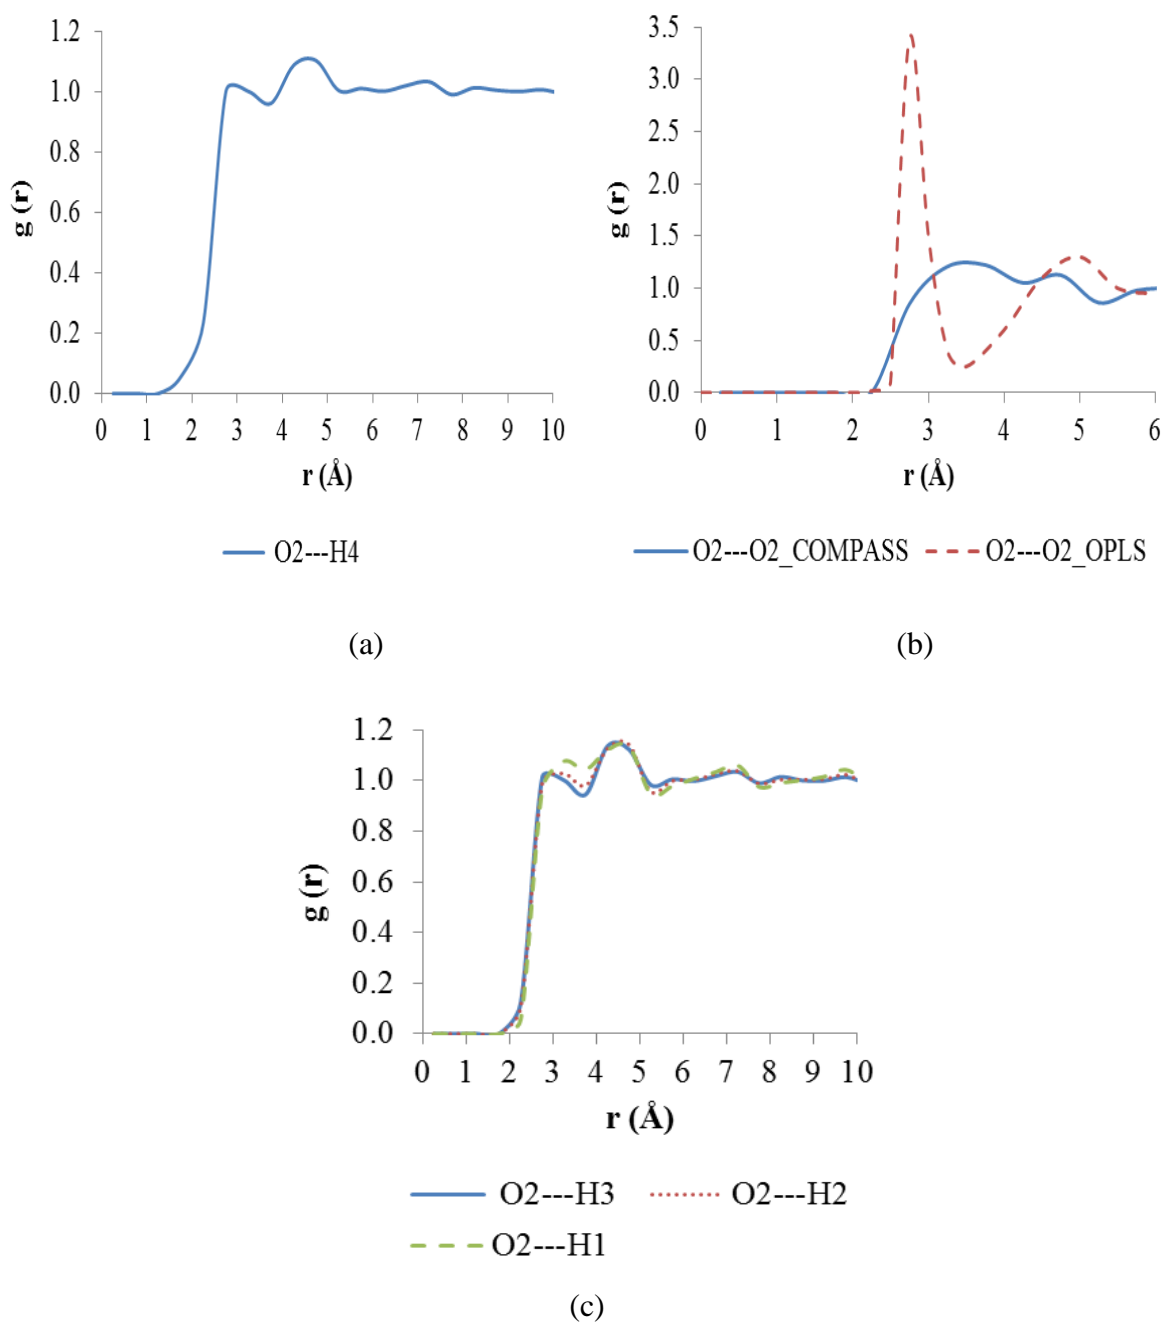 1.2
1.0
0.8
0.6
0.4
0.2
0.0
g (r)
0 1 2 3 4 5 6 7 8 9 10
r (Å)
O2---H4
(a)
3.5
3.0
2.5
2.0
1.5
1.0
0.5
0.0
g (r)
0 1 2 3 4 5 6
r (Å)
O2---O2_COMPASS O2---O2_OPLS
(b)
1.2
1.0
0.8
0.6
0.4
0.2
0.0
g (r)
0 1 2 3 4 5 6 7 8 9 10
r (Å)
O2---H3 O2---H2
O2---H1
(c)